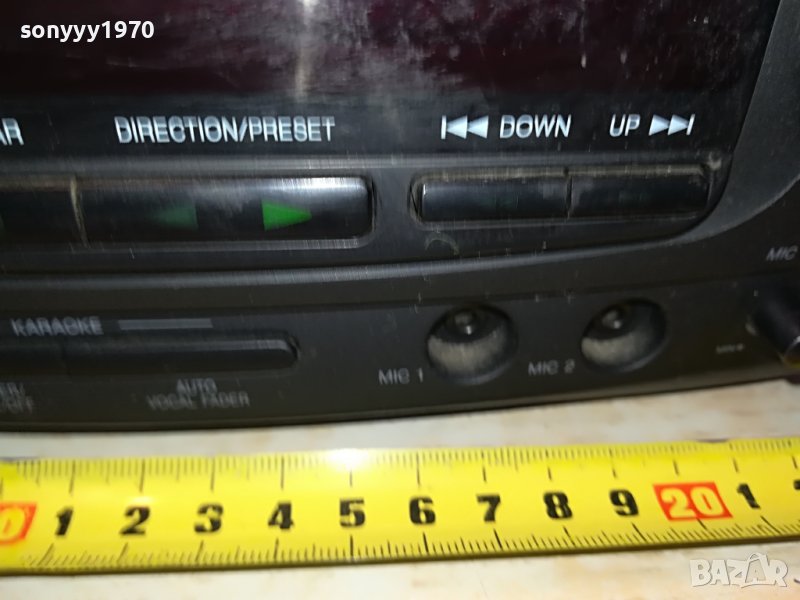 sonyyy1970
DIRECTION/PRESET
DOWN UP
MIC
KARAOKE
MIC 1 MIC 2
AUTO
VOCAL FADER
1 2 3 4 5 6 7 8 9 20 1
BAZAR